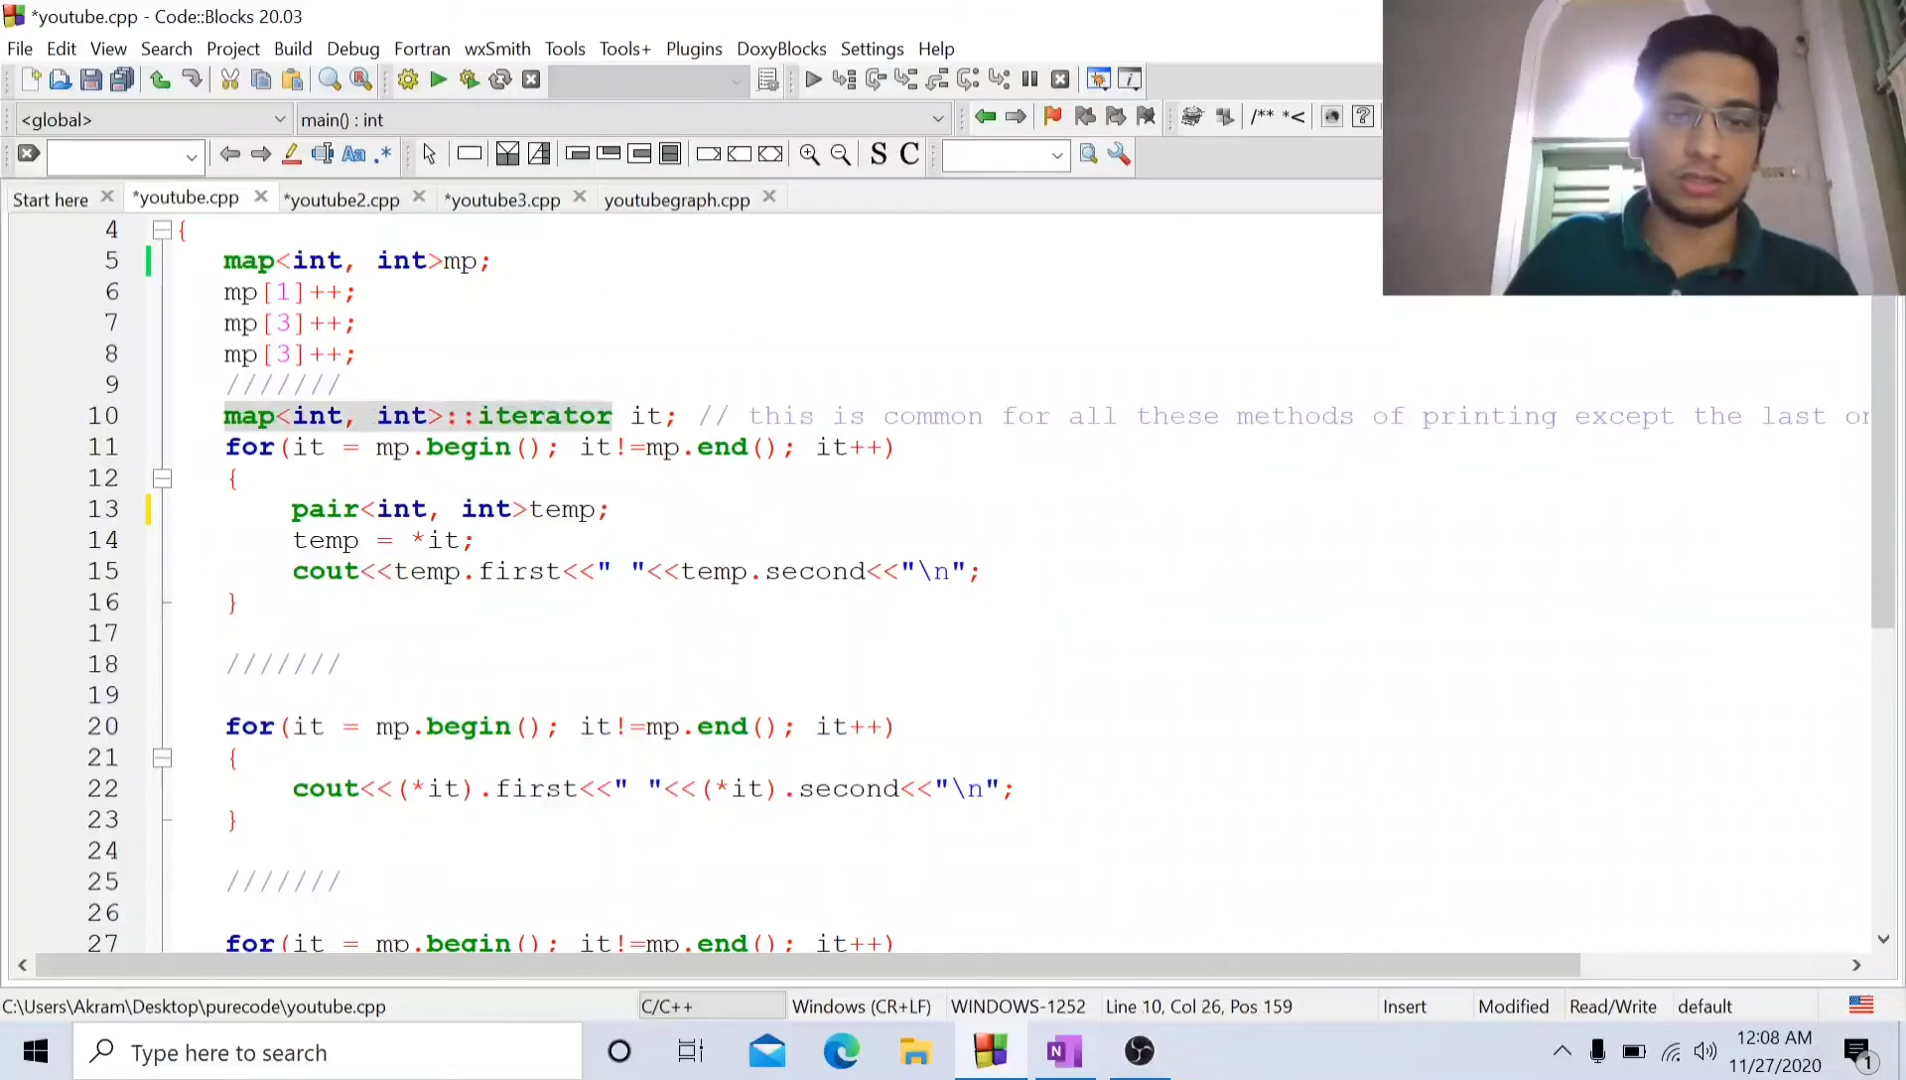 *youtube.cpp - Code::Blocks 20.03
File Edit View Search Project Build Debug Fortran wxSmith Tools Tools+ Plugins DoxyBlocks Settings Help
<global> main() : int
/** *<
S C
Start here *youtube.cpp *youtube2.cpp *youtube3.cpp youtubegraph.cpp
4 {
5 map<int, int>mp;
6 mp[1]++;
7 mp[3]++;
8 mp[3]++;
9 ///////
10 map<int, int>::iterator it; // this is common for all these methods of printing except the last on
11 for(it = mp.begin(); it!=mp.end(); it++)
12 {
13 pair<int, int>temp;
14 temp = *it;
15 cout<<temp.first<<" "<<temp.second<<"\n";
16 }
17
18 ///////
19
20 for(it = mp.begin(); it!=mp.end(); it++)
21 {
22 cout<<(*it).first<<" "<<(*it).second<<"\n";
23 }
24
25 ///////
26
27 for(it = mp.begin(); it!=mp.end(); it++)
C:\Users\Akram\Desktop\purecode\youtube.cpp C/C++ Windows (CR+LF) WINDOWS-1252 Line 10, Col 26, Pos 159 Insert Modified Read/Write default
Type here to search
12:08 AM
11/27/2020
1